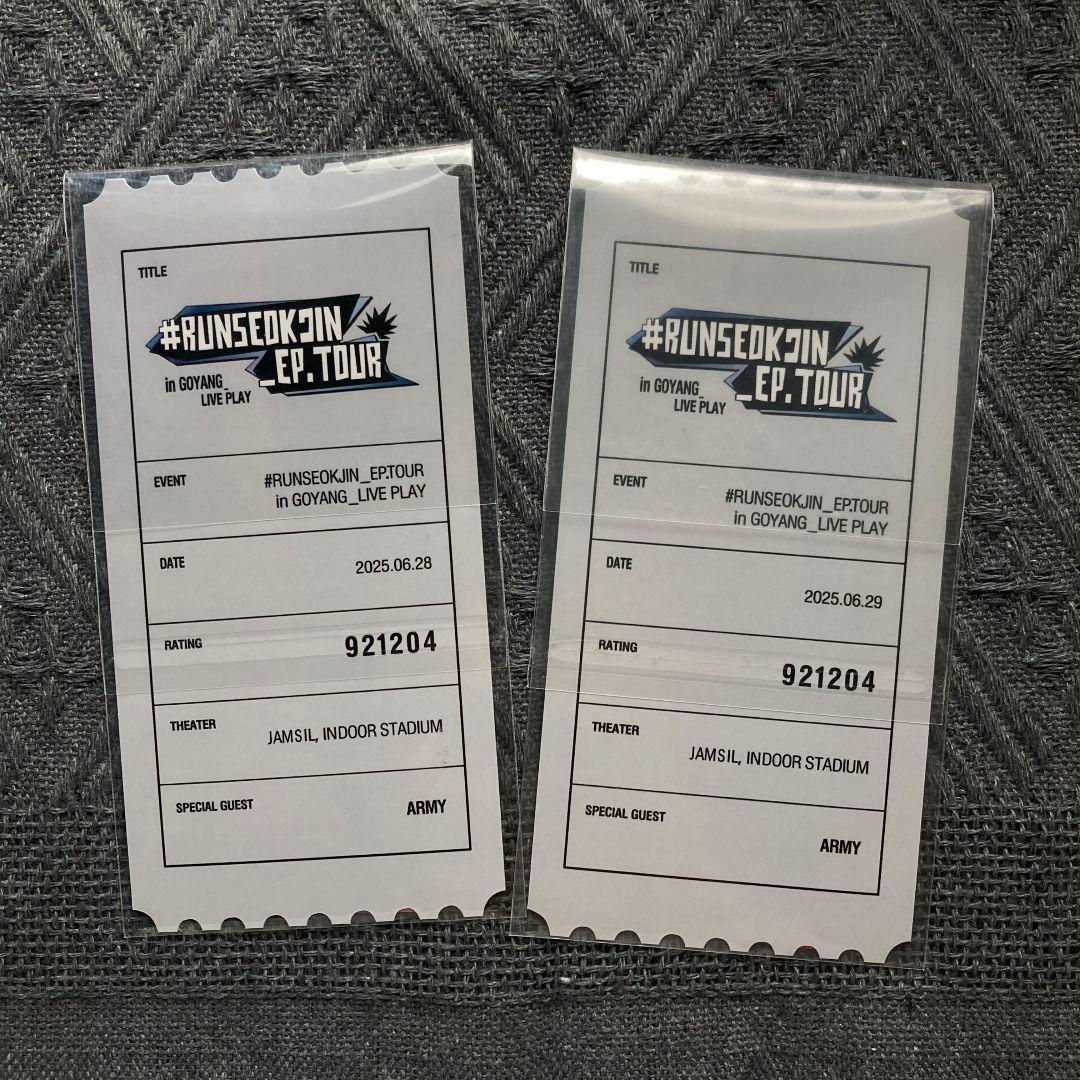 TITLE
#RUNSEOKJIN
_EP.TOUR
in GOYANG_
LIVE PLAY
EVENT
#RUNSEOKJIN_EP.TOUR
in GOYANG_LIVE PLAY
DATE
2025.06.28
RATING
921204
THEATER
JAMSIL, INDOOR STADIUM
SPECIAL GUEST
ARMY
TITLE
#RUNSEOKJIN
_EP.TOUR
in GOYANG_
LIVE PLAY
EVENT
#RUNSEOKJIN_EP.TOUR
in GOYANG_LIVE PLAY
DATE
2025.06.29
RATING
921204
THEATER
JAMSIL, INDOOR STADIUM
SPECIAL GUEST
ARMY